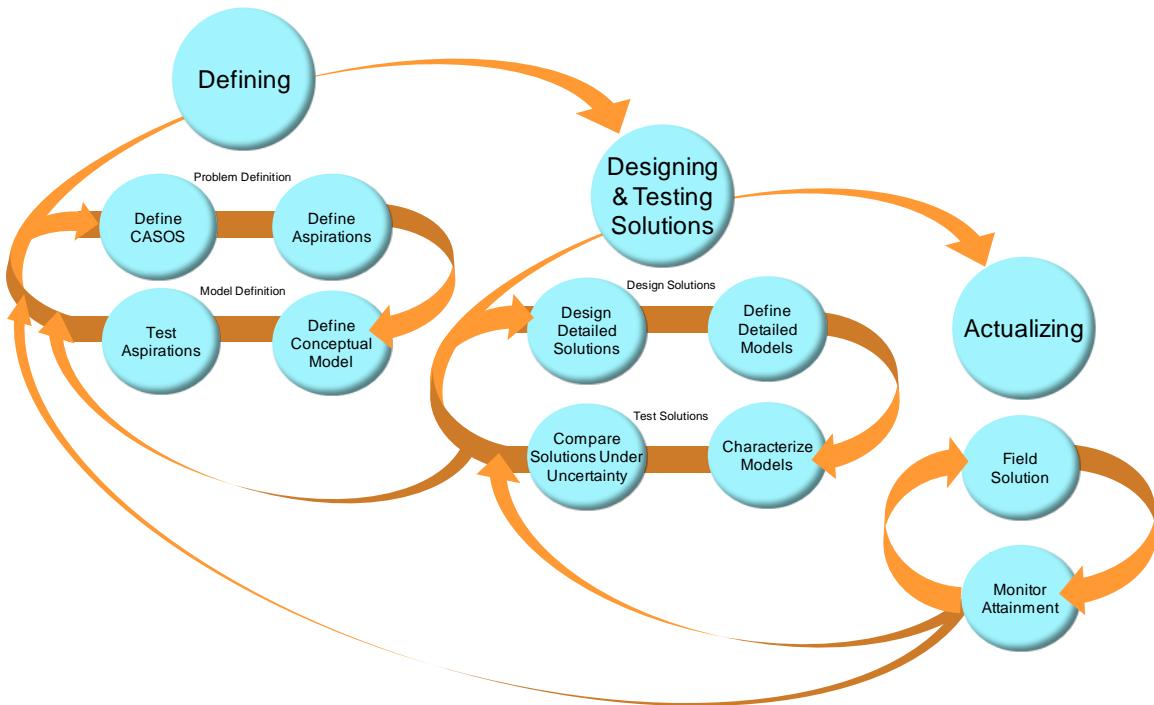 Defining
Problem Definition
Define
CASOS
Define
Aspirations
Model Definition
Test
Aspirations
Define
Conceptual
Model
Designing
& Testing
Solutions
Design Solutions
Design
Detailed
Solutions
Define
Detailed
Models
Test Solutions
Compare
Solutions Under
Uncertainty
Characterize
Models
Actualizing
Field
Solution
Monitor
Attainment